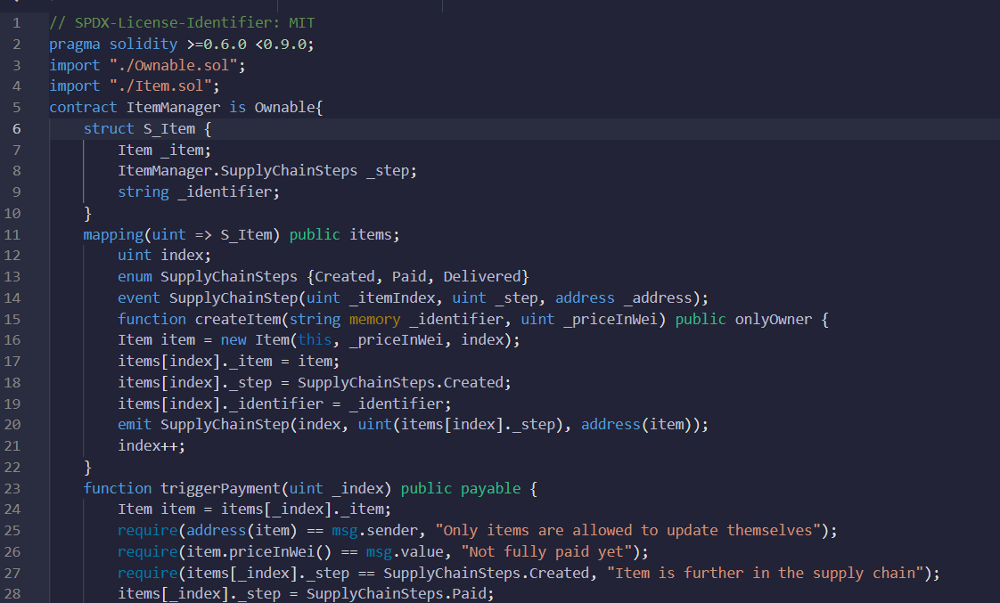 1 // SPDX-License-Identifier: MIT
2 pragma solidity >=0.6.0 <0.9.0;
3 import "./Ownable.sol";
4 import "./Item.sol";
5 contract ItemManager is Ownable{
6 struct S_Item {
7 Item _item;
8 ItemManager.SupplyChainSteps _step;
9 string _identifier;
10 }
11 mapping(uint => S_Item) public items;
12 uint index;
13 enum SupplyChainSteps {Created, Paid, Delivered}
14 event SupplyChainStep(uint _itemIndex, uint _step, address _address);
15 function createItem(string memory _identifier, uint _priceInWei) public onlyOwner {
16 Item item = new Item(this, _priceInWei, index);
17 items[index]._item = item;
18 items[index]._step = SupplyChainSteps.Created;
19 items[index]._identifier = _identifier;
20 emit SupplyChainStep(index, uint(items[index]._step), address(item));
21 index++;
22 }
23 function triggerPayment(uint _index) public payable {
24 Item item = items[_index]._item;
25 require(address(item) == msg.sender, "Only items are allowed to update themselves");
26 require(item.priceInWei() == msg.value, "Not fully paid yet");
27 require(items[_index]._step == SupplyChainSteps.Created, "Item is further in the supply chain");
28 items[_index]._step = SupplyChainSteps.Paid;